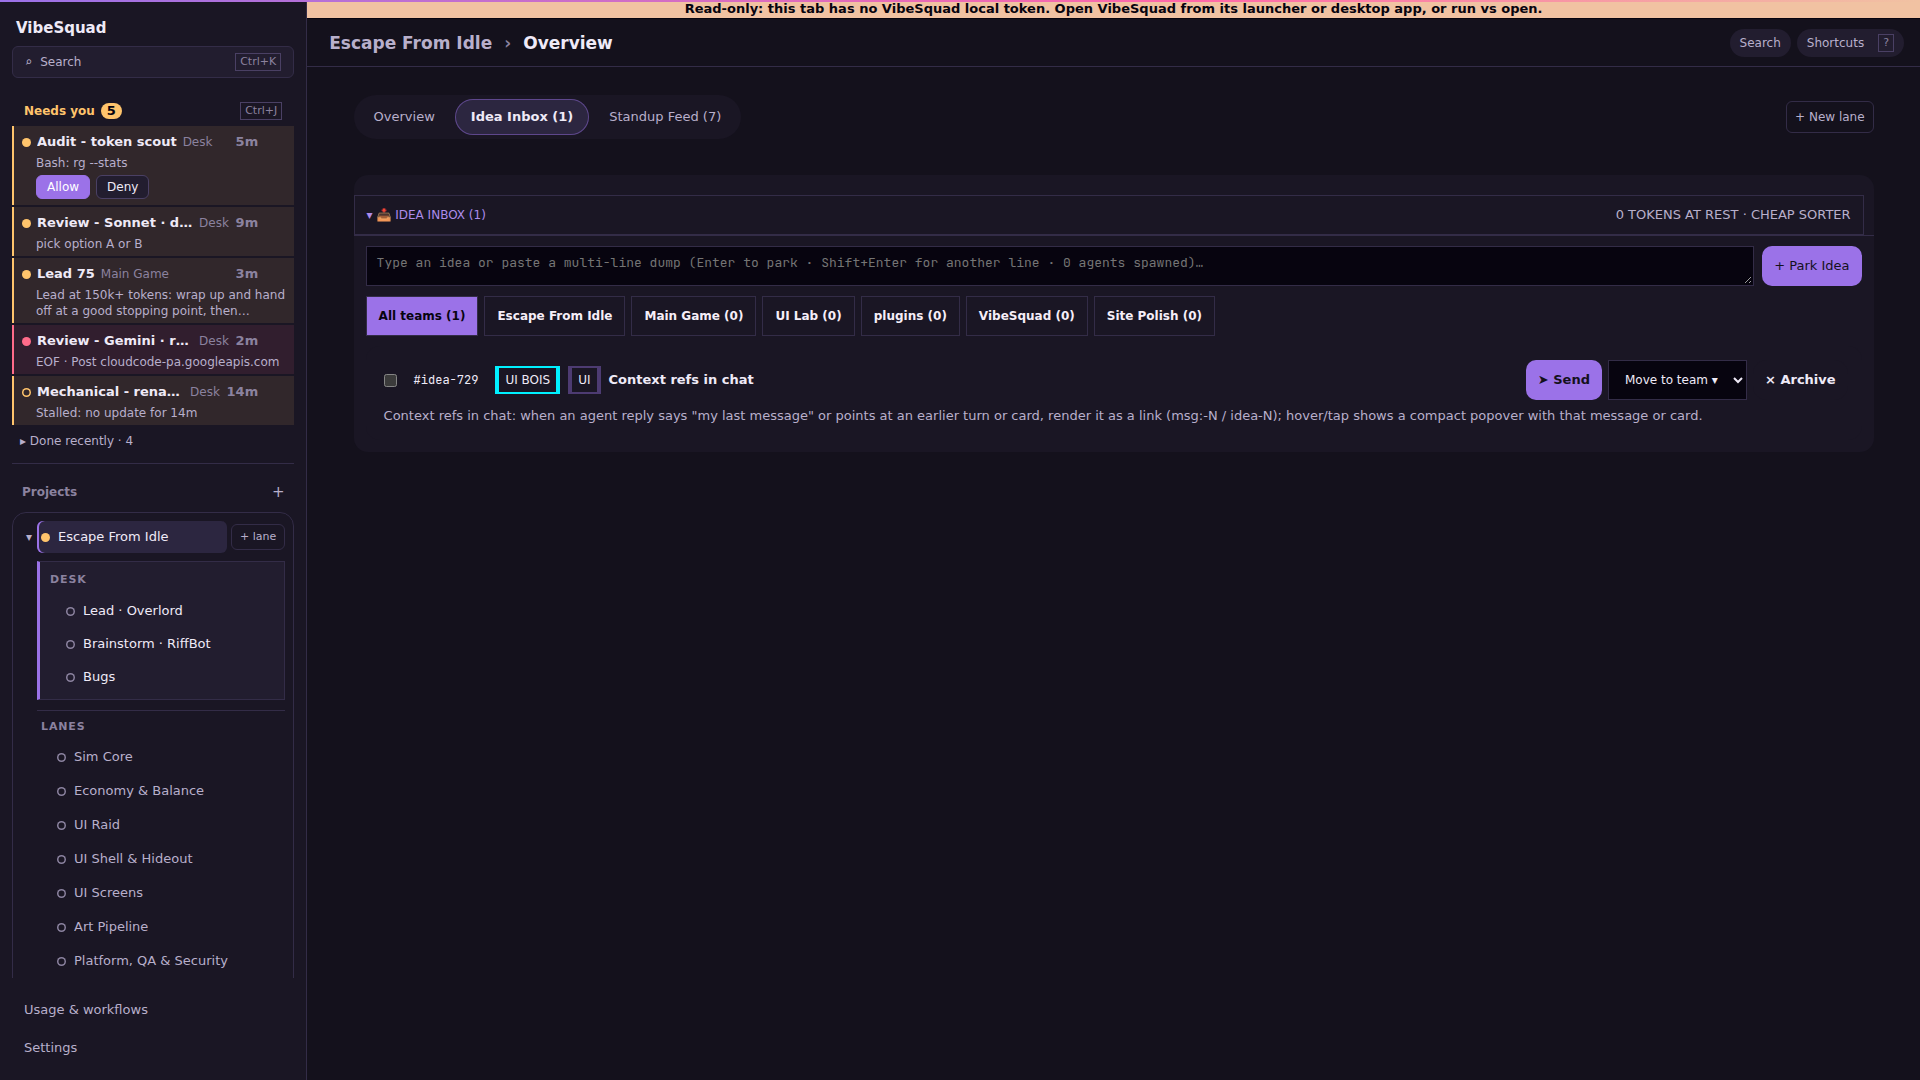 Read-only: this tab has no VibeSquad local token. Open VibeSquad from its launcher or desktop app, or run vs open.
VibeSquad
Search Ctrl+K
Needs you 5 Ctrl+J
Audit - token scout Desk 5m
Bash: rg --stats
Allow Deny
Review - Sonnet · d… Desk 9m
pick option A or B
Lead 75 Main Game 3m
Lead at 150k+ tokens: wrap up and hand
off at a good stopping point, then…
Review - Gemini · r… Desk 2m
EOF · Post cloudcode-pa.googleapis.com
Mechanical - rena… Desk 14m
Stalled: no update for 14m
▸ Done recently · 4
Projects +
▾ Escape From Idle + lane
DESK
Lead · Overlord
Brainstorm · RiffBot
Bugs
LANES
Sim Core
Economy & Balance
UI Raid
UI Shell & Hideout
UI Screens
Art Pipeline
Platform, QA & Security
Usage & workflows
Settings
Escape From Idle › Overview
Search Shortcuts ?
Overview Idea Inbox (1) Standup Feed (7) + New lane
▾ 📥 IDEA INBOX (1) 0 TOKENS AT REST · CHEAP SORTER
Type an idea or paste a multi-line dump (Enter to park · Shift+Enter for another line · 0 agents spawned)… + Park Idea
All teams (1) Escape From Idle Main Game (0) UI Lab (0) plugins (0) VibeSquad (0) Site Polish (0)
#idea-729 UI BOIS UI Context refs in chat ➤ Send Move to team ▾ × Archive
Context refs in chat: when an agent reply says "my last message" or points at an earlier turn or card, render it as a link (msg:-N / idea-N); hover/tap shows a compact popover with that message or card.